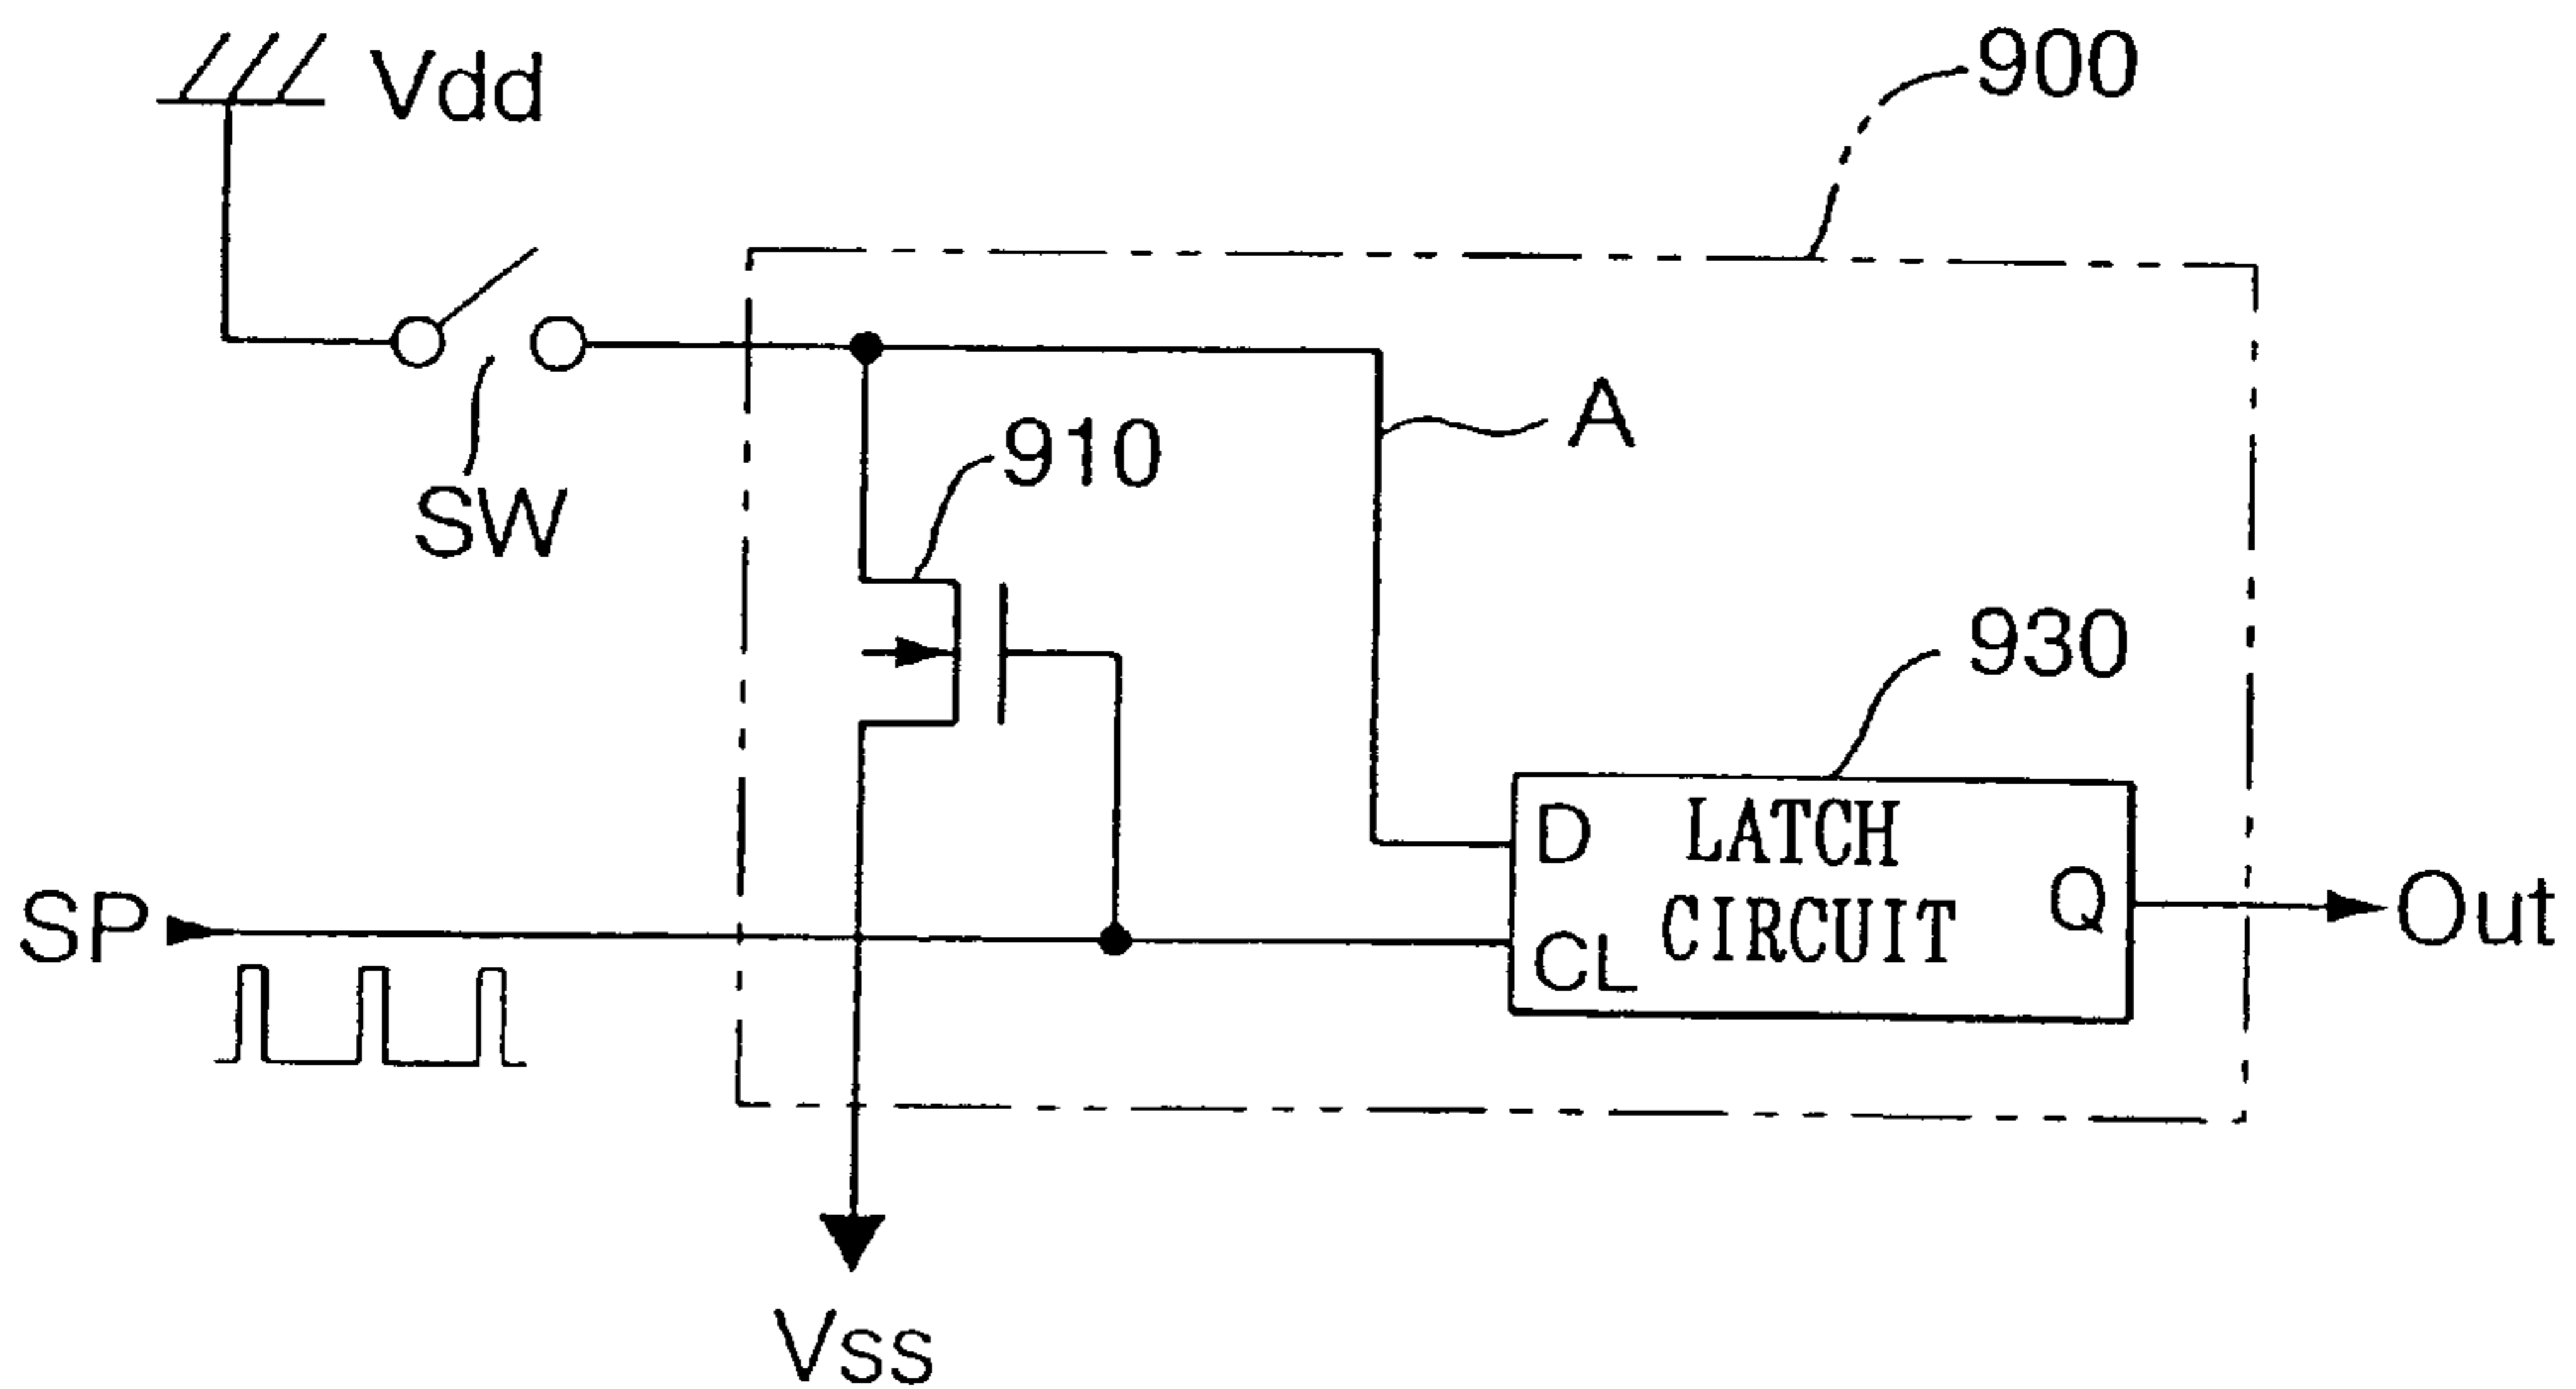 Vdd
900
SW
910
A
930
SP
D
LATCH
CIRCUIT
CL
Q
Out
Vss